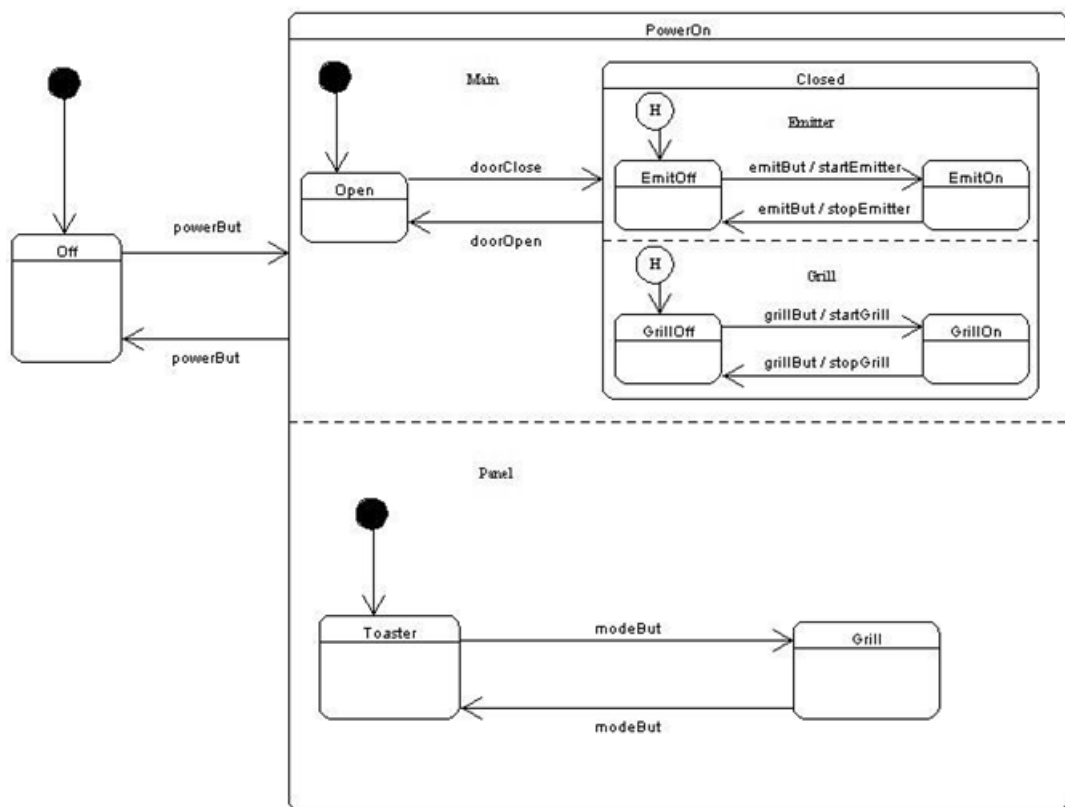 PowerOn
Main
Closed
H
Emitter
Open
doorClose
EmitOff
emitBut / startEmitter
EmitOn
emitBut / stopEmitter
doorOpen
Off
powerBut
powerBut
H
Grill
GrillOff
grillBut / startGrill
GrillOn
grillBut / stopGrill
Panel
Toaster
modeBut
Grill
modeBut